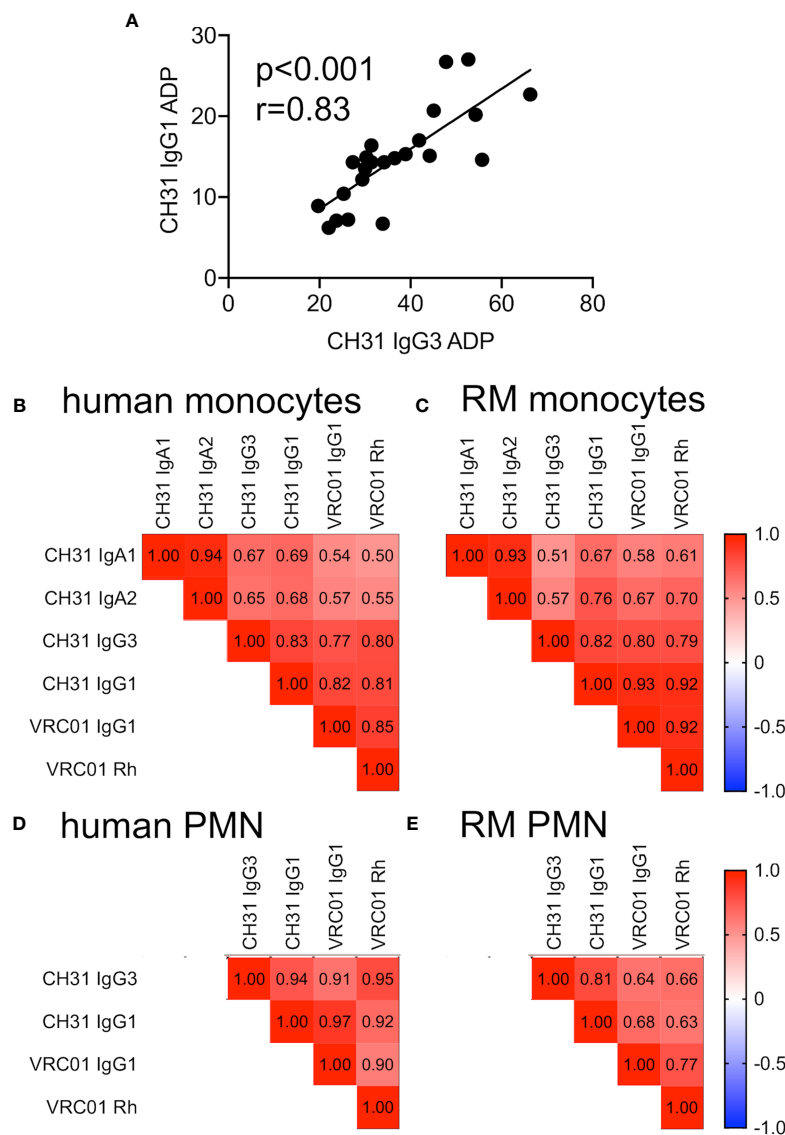 A
30
20
10
0
CH31 IgG1 ADP
p<0.001
r=0.83
0 20 40 60 80
CH31 IgG3 ADP
B human monocytes
CH31 IgA1 CH31 IgA2 CH31 IgG3 CH31 IgG1 VRC01 IgG1 VRC01 Rh
CH31 IgA1 1.00 0.94 0.67 0.69 0.54 0.50
CH31 IgA2 1.00 0.65 0.68 0.57 0.55
CH31 IgG3 1.00 0.83 0.77 0.80
CH31 IgG1 1.00 0.82 0.81
VRC01 IgG1 1.00 0.85
VRC01 Rh 1.00
C RM monocytes
CH31 IgA1 CH31 IgA2 CH31 IgG3 CH31 IgG1 VRC01 IgG1 VRC01 Rh
1.00 0.93 0.51 0.67 0.58 0.61
1.00 0.57 0.76 0.67 0.70
1.00 0.82 0.80 0.79
1.00 0.93 0.92
1.00 0.92
1.00
1.0
0.5
0
-0.5
-1.0
D human PMN
CH31 IgG3 CH31 IgG1 VRC01 IgG1 VRC01 Rh
CH31 IgG3 1.00 0.94 0.91 0.95
CH31 IgG1 1.00 0.97 0.92
VRC01 IgG1 1.00 0.90
VRC01 Rh 1.00
E RM PMN
CH31 IgG3 CH31 IgG1 VRC01 IgG1 VRC01 Rh
1.00 0.81 0.64 0.66
1.00 0.68 0.63
1.00 0.77
1.00
1.0
0.5
0
-0.5
-1.0